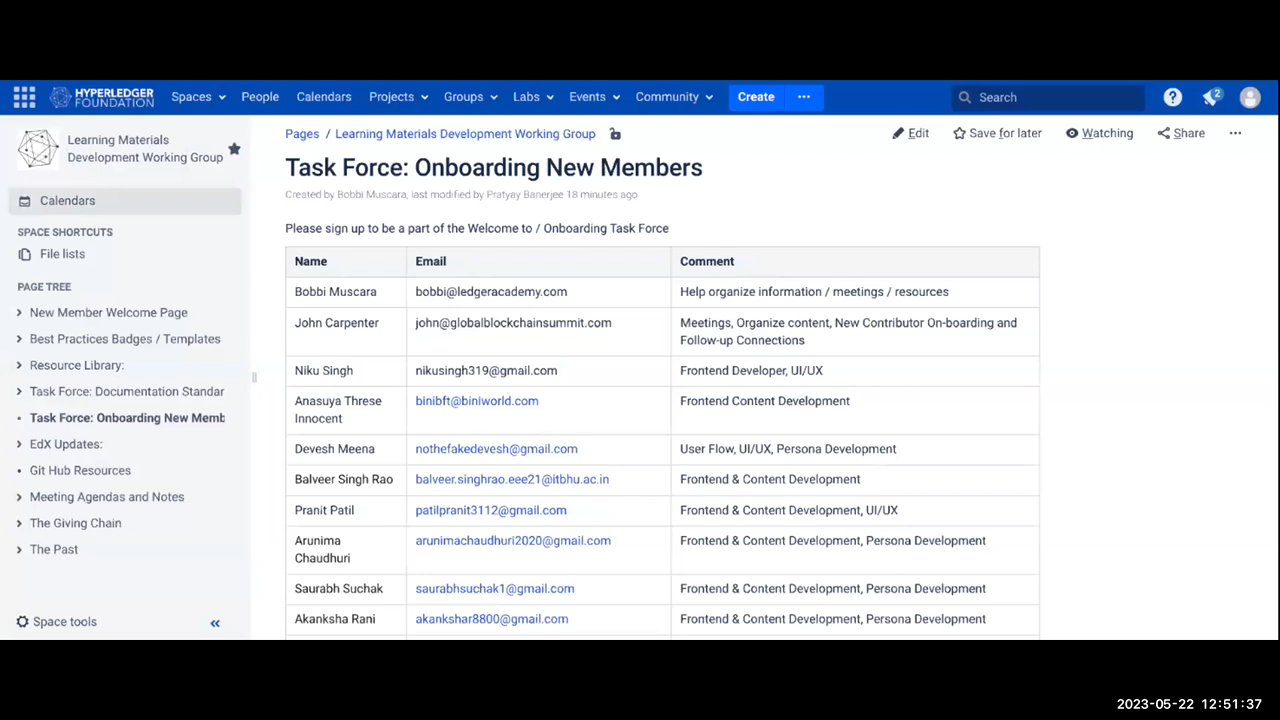 HYPERLEDGER
FOUNDATION
Spaces
People
Calendars
Projects
Groups
Labs
Events
Community
Create
Search
2
Learning Materials
Development Working Group
Calendars
SPACE SHORTCUTS
File lists
PAGE TREE
New Member Welcome Page
Best Practices Badges / Templates
Resource Library:
Task Force: Documentation Standar
Task Force: Onboarding New Memb
EdX Updates:
Git Hub Resources
Meeting Agendas and Notes
The Giving Chain
The Past
Space tools
Pages / Learning Materials Development Working Group
Edit
Save for later
Watching
Share
Task Force: Onboarding New Members
Created by Bobbi Muscara, last modified by Pratyay Banerjee 18 minutes ago
Please sign up to be a part of the Welcome to / Onboarding Task Force
Name Email Comment
Bobbi Muscara bobbi@ledgeracademy.com Help organize information / meetings / resources
John Carpenter john@globalblockchainsummit.com Meetings, Organize content, New Contributor On-boarding and
Follow-up Connections
Niku Singh nikusingh319@gmail.com Frontend Developer, UI/UX
Anasuya Threse binibft@biniworld.com Frontend Content Development
Innocent
Devesh Meena nothefakedevesh@gmail.com User Flow, UI/UX, Persona Development
Balveer Singh Rao balveer.singhrao.eee21@itbhu.ac.in Frontend & Content Development
Pranit Patil patilpranit3112@gmail.com Frontend & Content Development, UI/UX
Arunima arunimachaudhuri2020@gmail.com Frontend & Content Development, Persona Development
Chaudhuri
Saurabh Suchak saurabhsuchak1@gmail.com Frontend & Content Development, Persona Development
Akanksha Rani akankshar8800@gmail.com Frontend & Content Development, Persona Development
2023-05-22 12:51:37